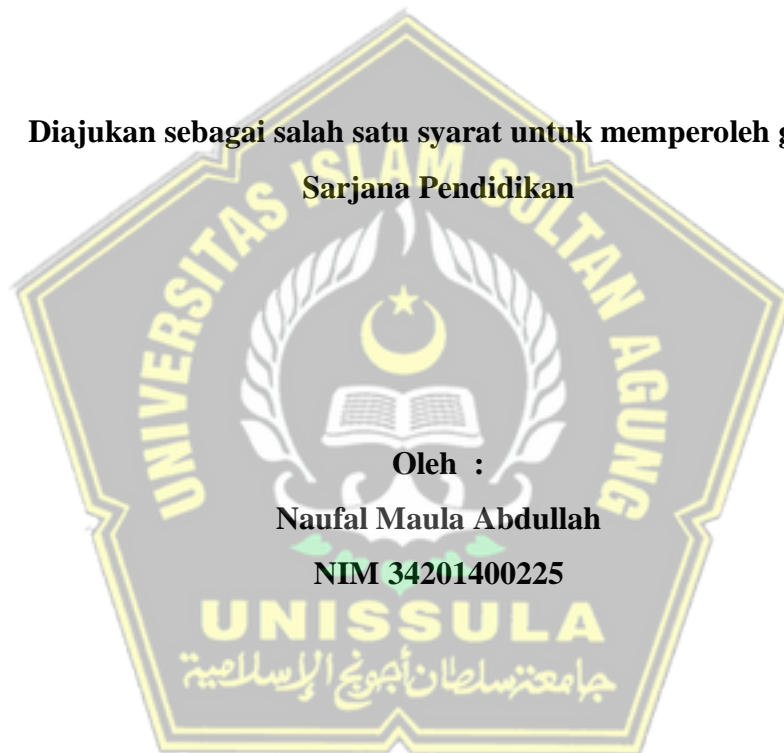 Diajukan sebagai salah satu syarat untuk memperoleh
Sarjana Pendidikan
UNIVERSITAS ISLAM SULTAN AGUNG
Oleh :
Naufal Maula Abdullah
NIM 34201400225
UNISSULA
جامعة سلطان أجونج الإسلامية